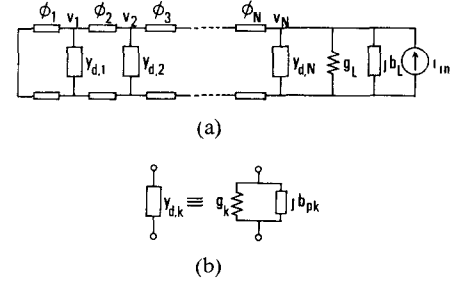 ϕ1 v1 ϕ2 v2 ϕ3 ϕN vN
yd,1 yd,2 yd,N gL jbL iin
(a)
yd,k ≡ gk jbpk
(b)